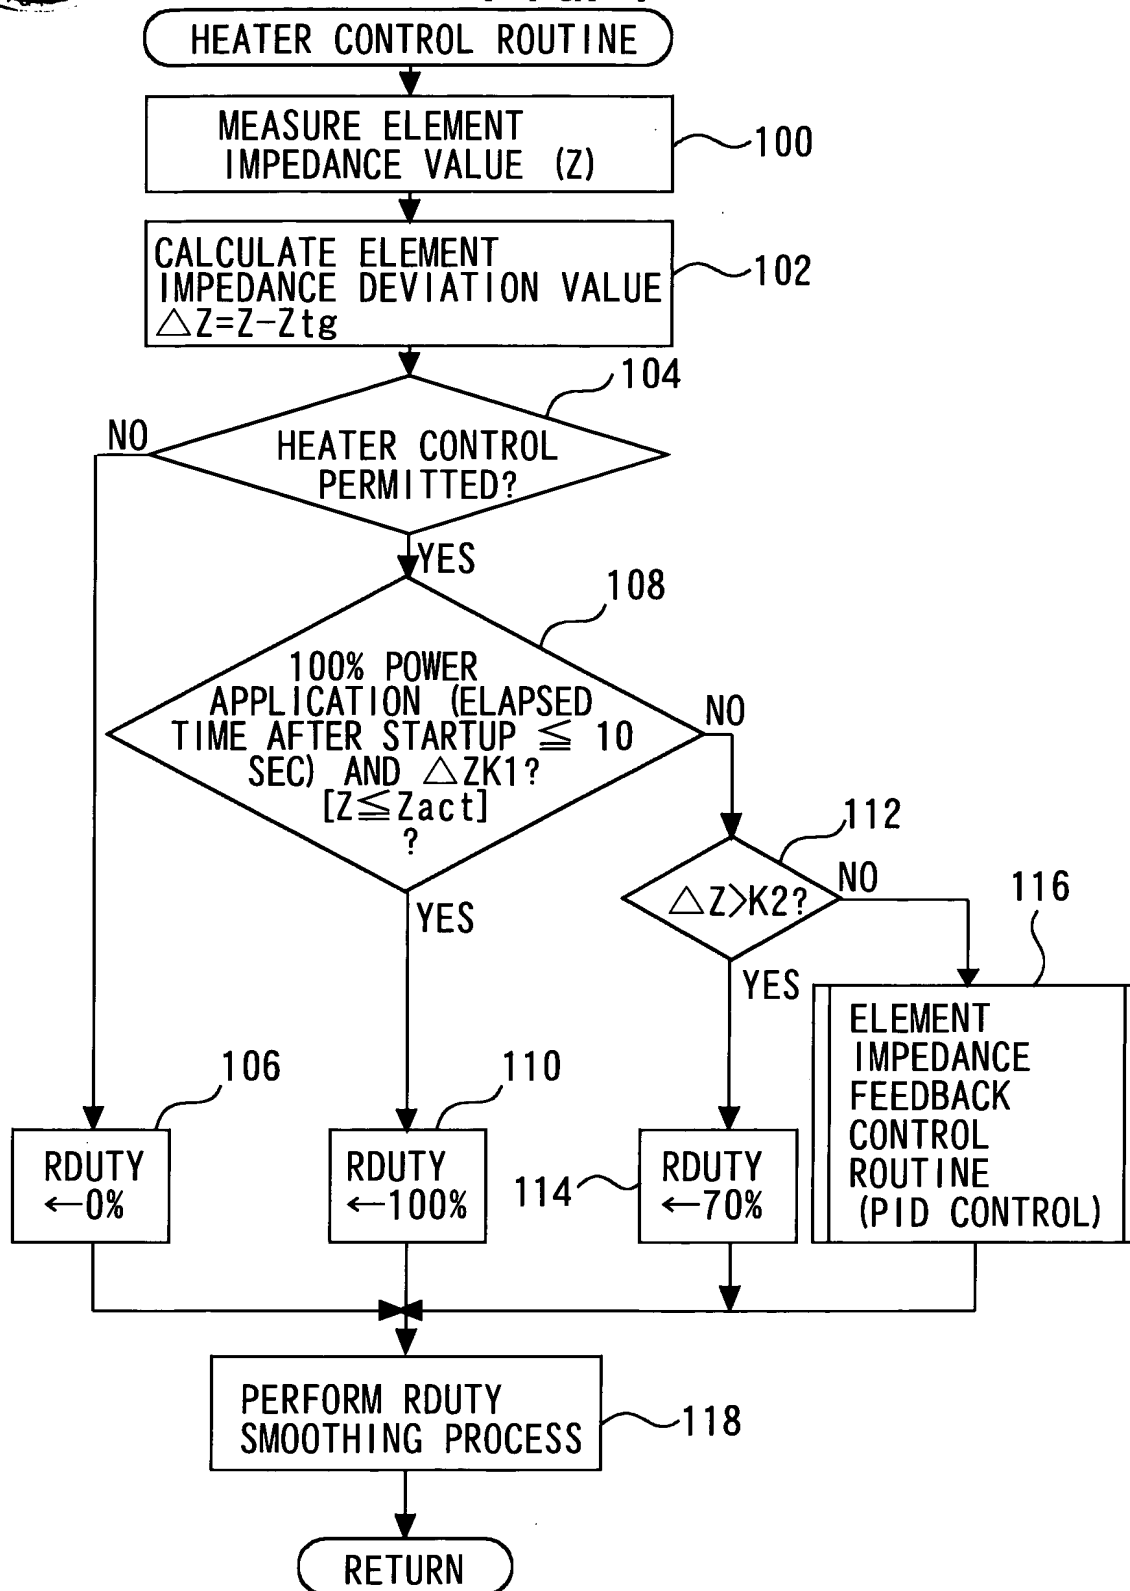 HEATER CONTROL ROUTINE
MEASURE ELEMENT
IMPEDANCE VALUE (Z)
100
CALCULATE ELEMENT
IMPEDANCE DEVIATION VALUE
△Z=Z-Ztg
102
104
NO
HEATER CONTROL
PERMITTED?
YES
108
100% POWER
APPLICATION (ELAPSED
TIME AFTER STARTUP ≦ 10
SEC) AND △ZK1?
[Z≦Zact]
?
NO
YES
112
△Z>K2?
NO
YES
116
ELEMENT
IMPEDANCE
FEEDBACK
CONTROL
ROUTINE
(PID CONTROL)
106
RDUTY
←0%
110
RDUTY
←100%
114
RDUTY
←70%
PERFORM RDUTY
SMOOTHING PROCESS
118
RETURN